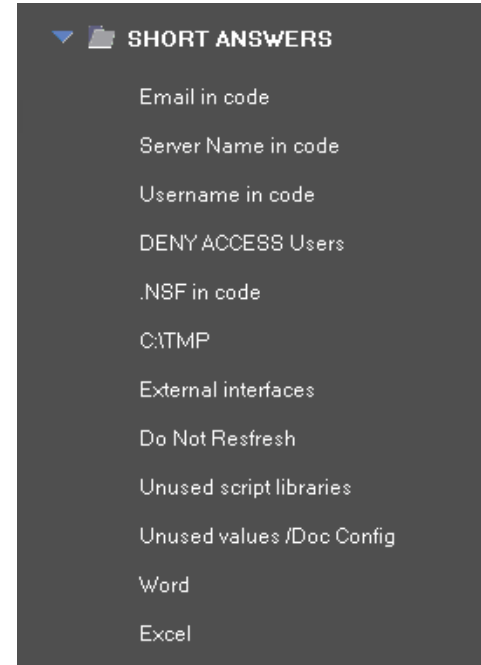 SHORT ANSWERS
Email in code
Server Name in code
Username in code
DENY ACCESS Users
.NSF in code
C:\TMP
External interfaces
Do Not Resfresh
Unused script libraries
Unused values /Doc Config
Word
Excel